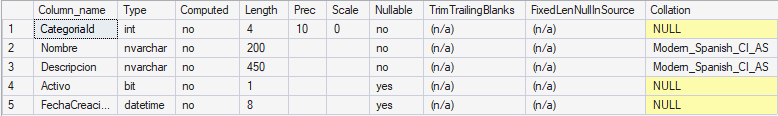 Column_name Type Computed Length Prec Scale Nullable TrimTrailingBlanks FixedLenNullInSource Collation
1 CategoriaId int no 4 10 0 no (n/a) (n/a) NULL
2 Nombre nvarchar no 200 no (n/a) (n/a) Modern_Spanish_CI_AS
3 Descripcion nvarchar no 450 no (n/a) (n/a) Modern_Spanish_CI_AS
4 Activo bit no 1 yes (n/a) (n/a) NULL
5 FechaCreaci... datetime no 8 yes (n/a) (n/a) NULL